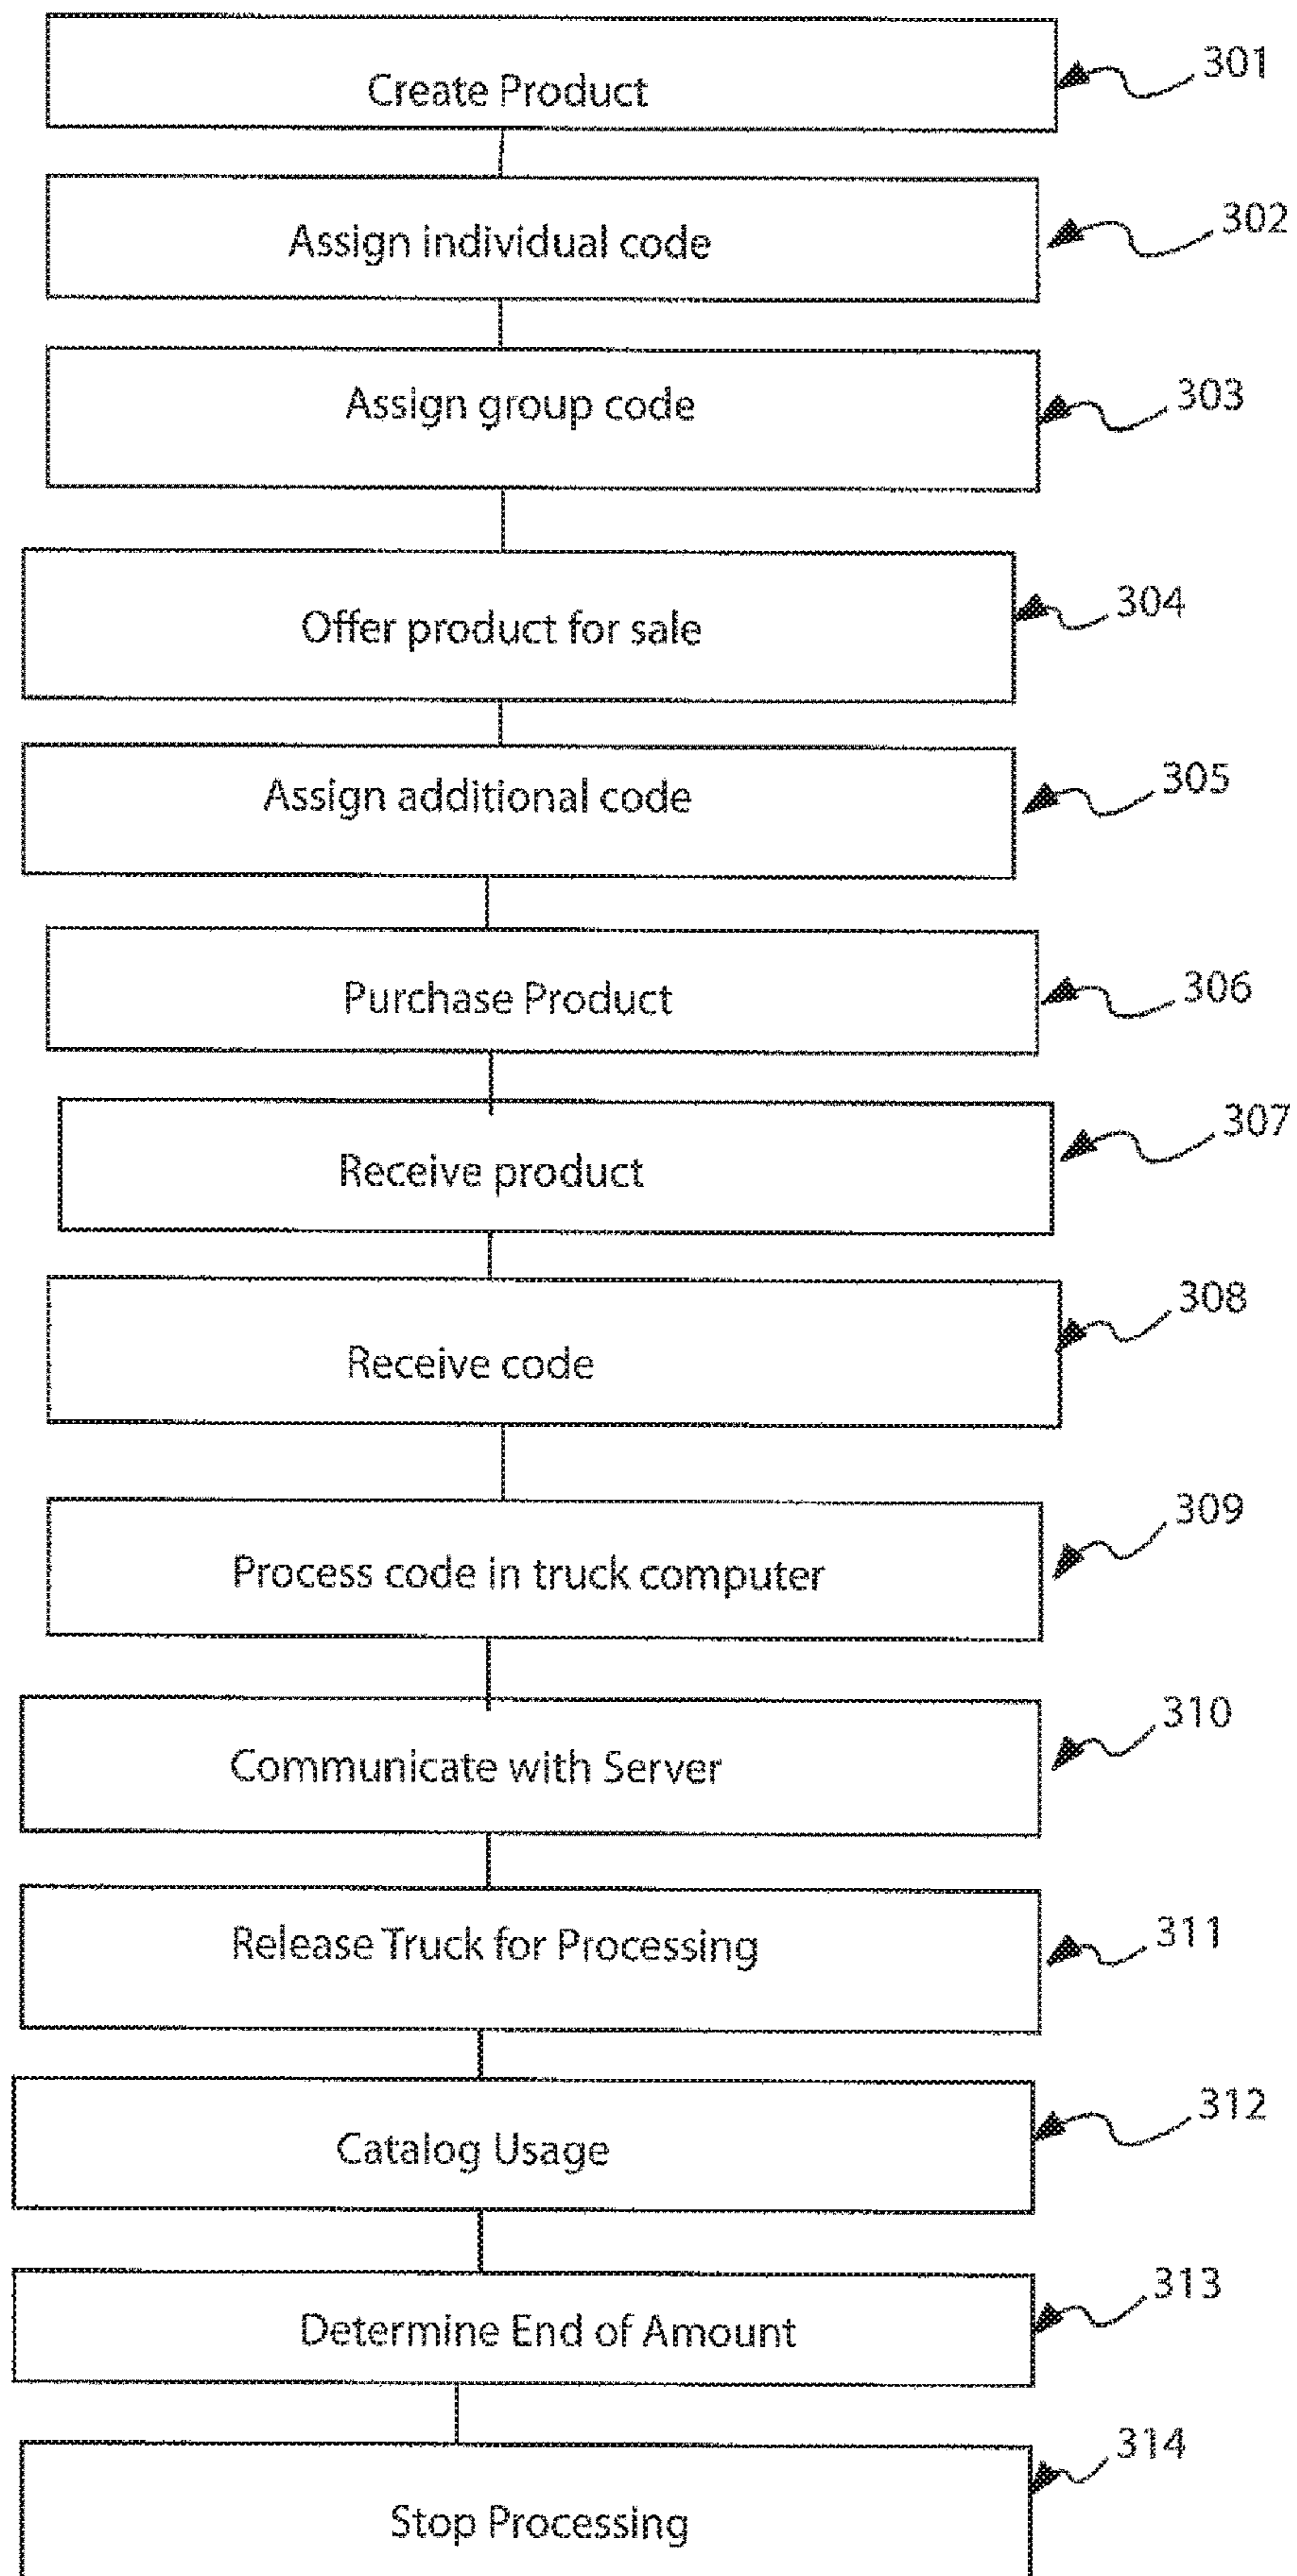 Create Product 301
Assign individual code 302
Assign group code 303
Offer product for sale 304
Assign additional code 305
Purchase Product 306
Receive product 307
Receive code 308
Process code in truck computer 309
Communicate with Server 310
Release Truck for Processing 311
Catalog Usage 312
Determine End of Amount 313
Stop Processing 314